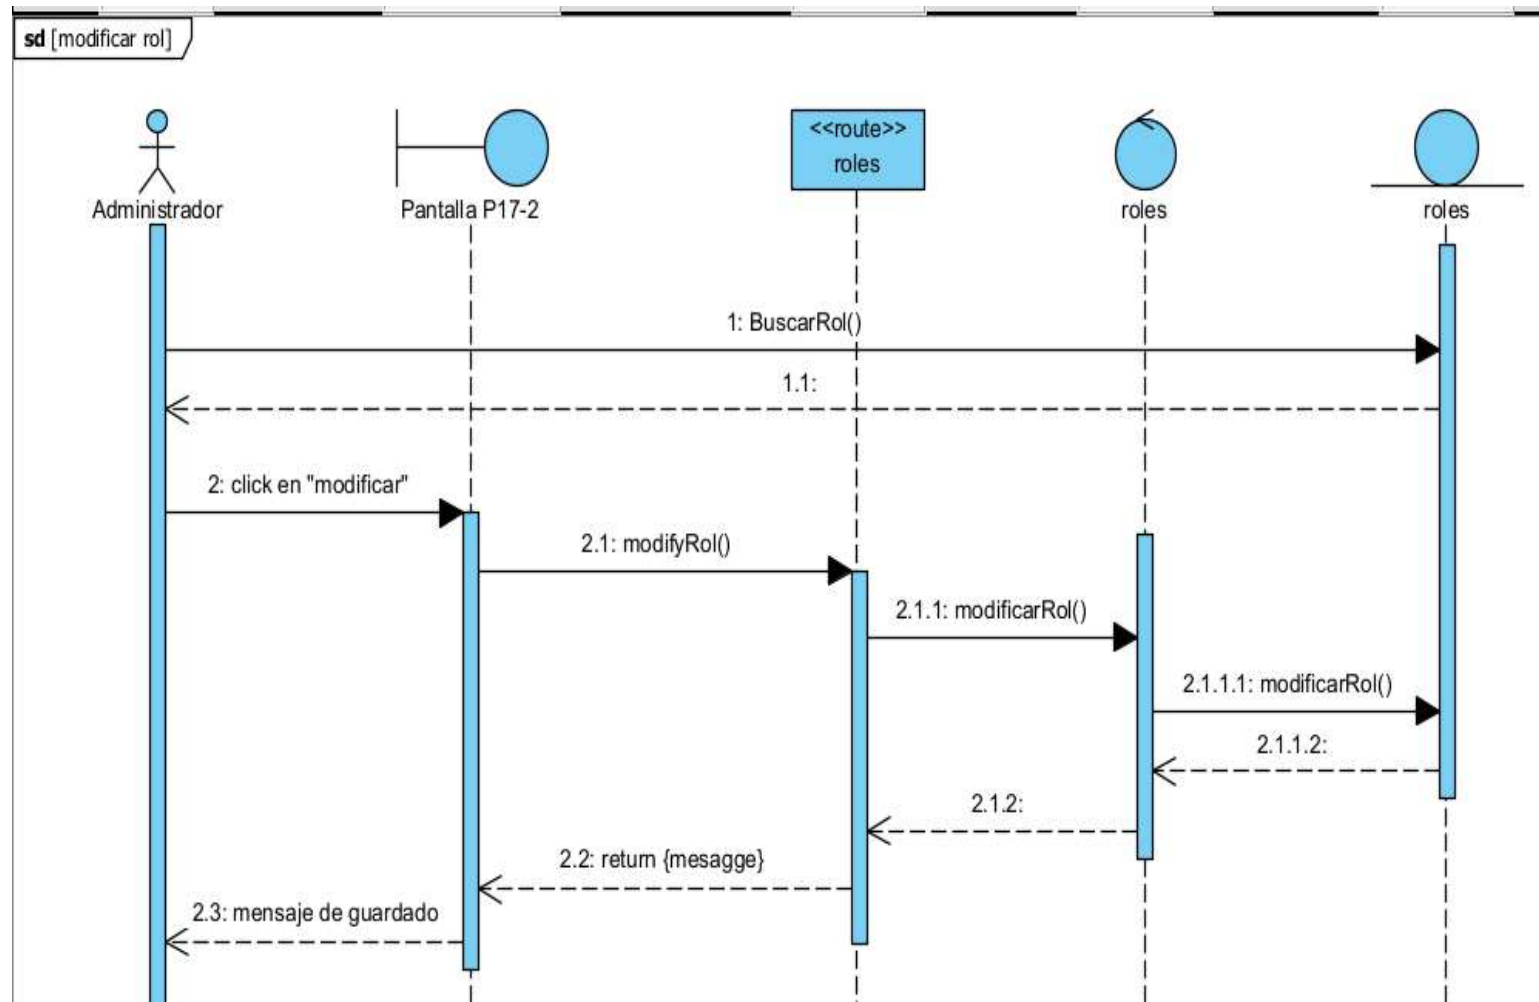 sd [modificar rol]
<<route>>
roles
Administrador
Pantalla P17-2
roles
roles
1: BuscarRol()
1.1:
2: click en "modificar"
2.1: modifyRol()
2.1.1: modificarRol()
2.1.1.1: modificarRol()
2.1.1.2:
2.1.2:
2.2: return {mesagge}
2.3: mensaje de guardado